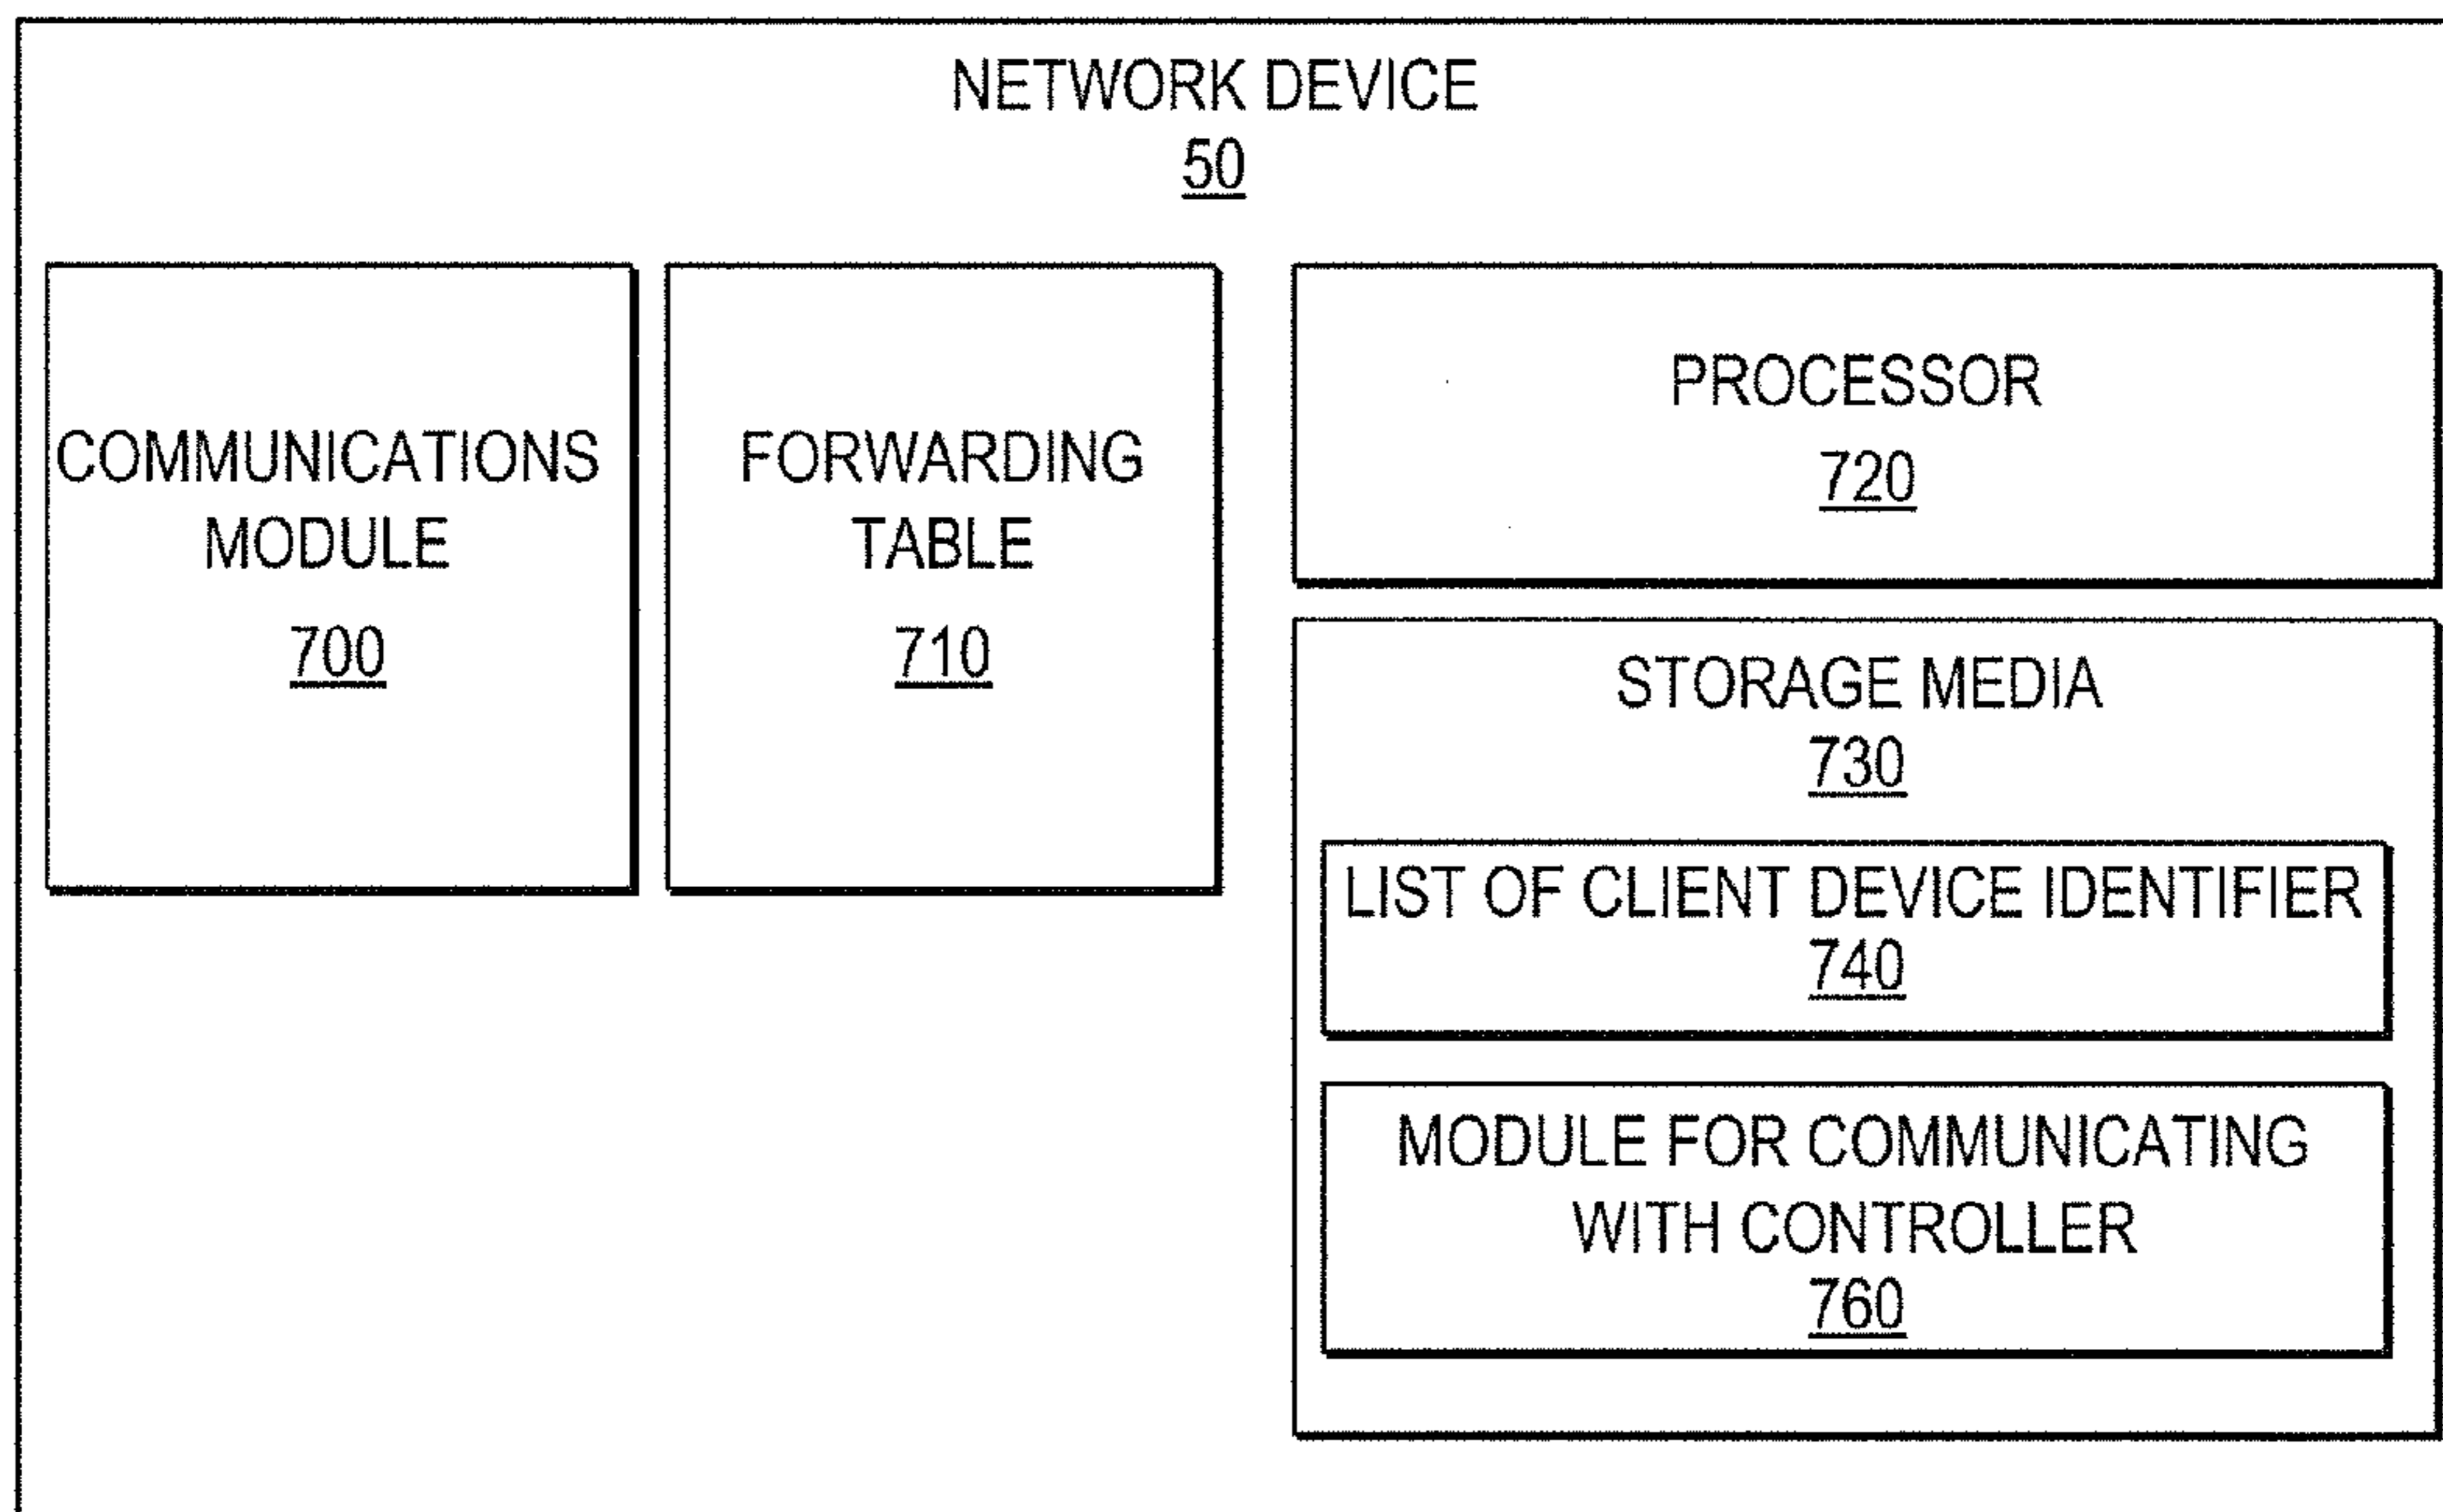 NETWORK DEVICE
50
COMMUNICATIONS
MODULE
700
FORWARDING
TABLE
710
PROCESSOR
720
STORAGE MEDIA
730
LIST OF CLIENT DEVICE IDENTIFIER
740
MODULE FOR COMMUNICATING
WITH CONTROLLER
760